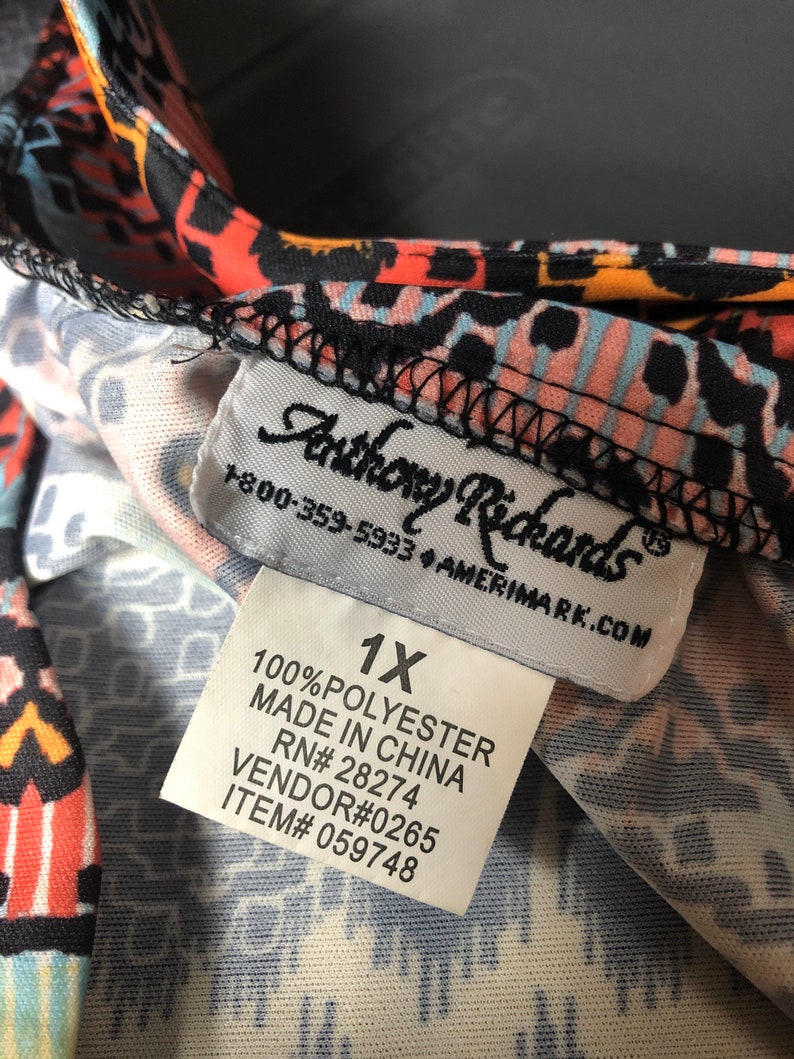 Anthony Richards®
1-800-359-5933 ♦ AMERIMARK.COM
1X
100%POLYESTER
MADE IN CHINA
RN# 28274
VENDOR#0265
ITEM# 059748